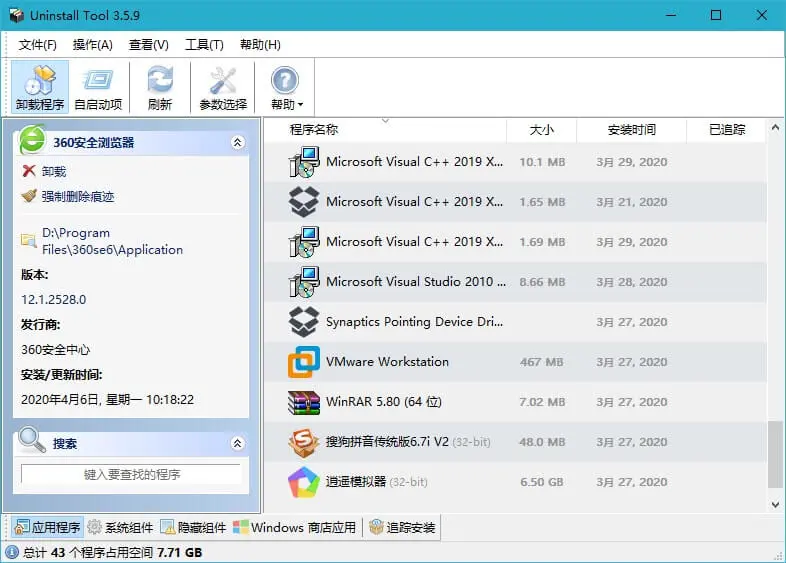 Uninstall Tool 3.5.9
文件(F) 操作(A) 查看(V) 工具(T) 帮助(H)
卸载程序 自启动项 刷新 参数选择 帮助
360安全浏览器
卸载
强制删除痕迹
D:\Program
Files\360se6\Application
版本:
12.1.2528.0
发行商:
360安全中心
安装/更新时间:
2020年4月6日, 星期一 10:18:22
搜索
键入要查找的程序
程序名称 大小 安装时间 已追踪
Microsoft Visual C++ 2019 X... 10.1 MB 3月 29, 2020
Microsoft Visual C++ 2019 X... 1.65 MB 3月 21, 2020
Microsoft Visual C++ 2019 X... 1.69 MB 3月 29, 2020
Microsoft Visual Studio 2010 ... 8.66 MB 3月 28, 2020
Synaptics Pointing Device Dri... 3月 27, 2020
VMware Workstation 467 MB 3月 27, 2020
WinRAR 5.80 (64 位) 7.02 MB 3月 27, 2020
搜狗拼音传统版6.7i V2 (32-bit) 48.0 MB 3月 27, 2020
逍遥模拟器 (32-bit) 6.50 GB 3月 27, 2020
应用程序 系统组件 隐藏组件 Windows 商店应用 追踪安装
总计 43 个程序占用空间 7.71 GB